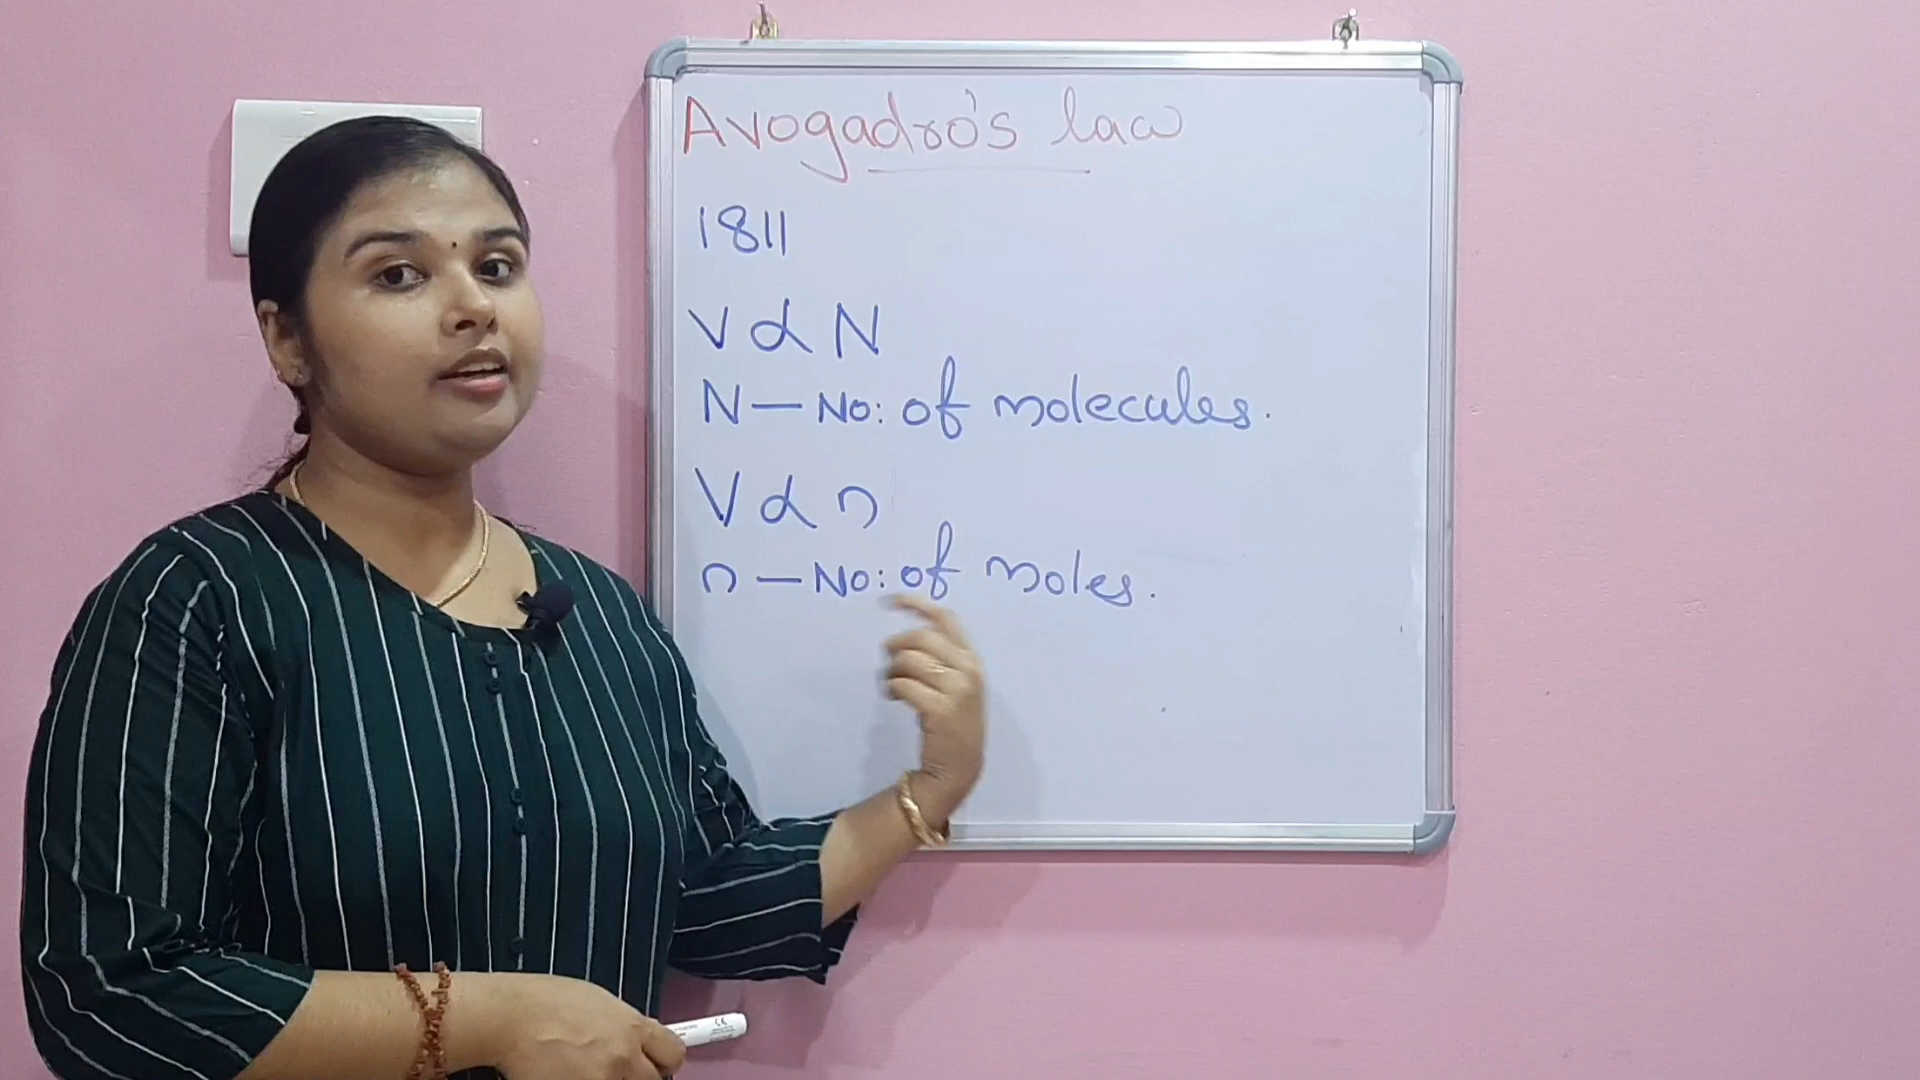 Avogadro's law
1811
V α N
N — No: of molecules.
V α n
n — No: of moles.